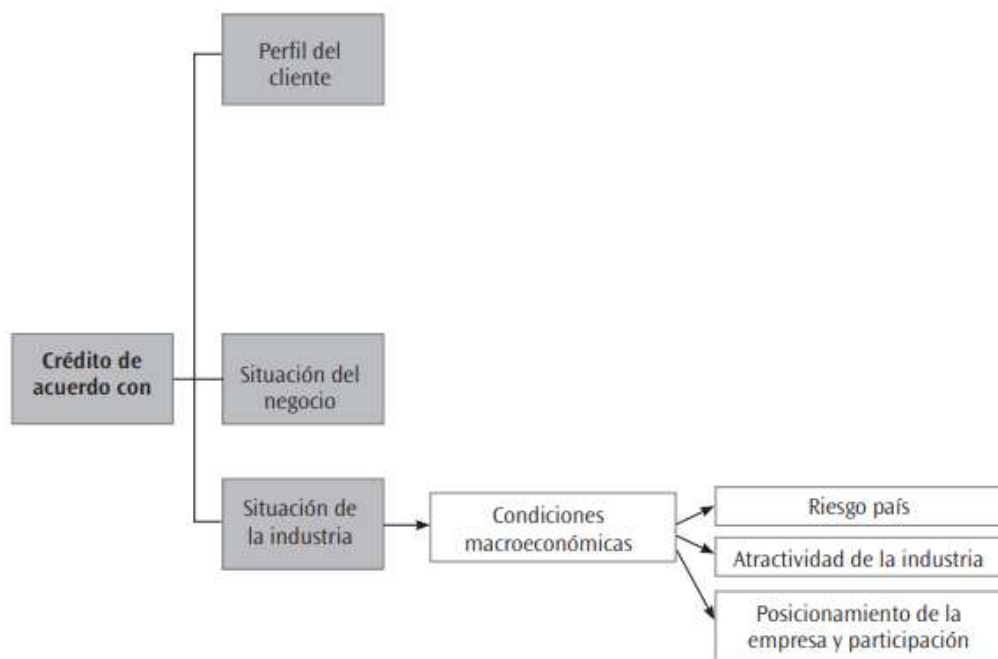 Perfil del
cliente
Crédito de
acuerdo con
Situación del
negocio
Situación de
la industria
Condiciones
macroeconómicas
Riesgo país
Atractividad de la industria
Posicionamiento de la
empresa y participación